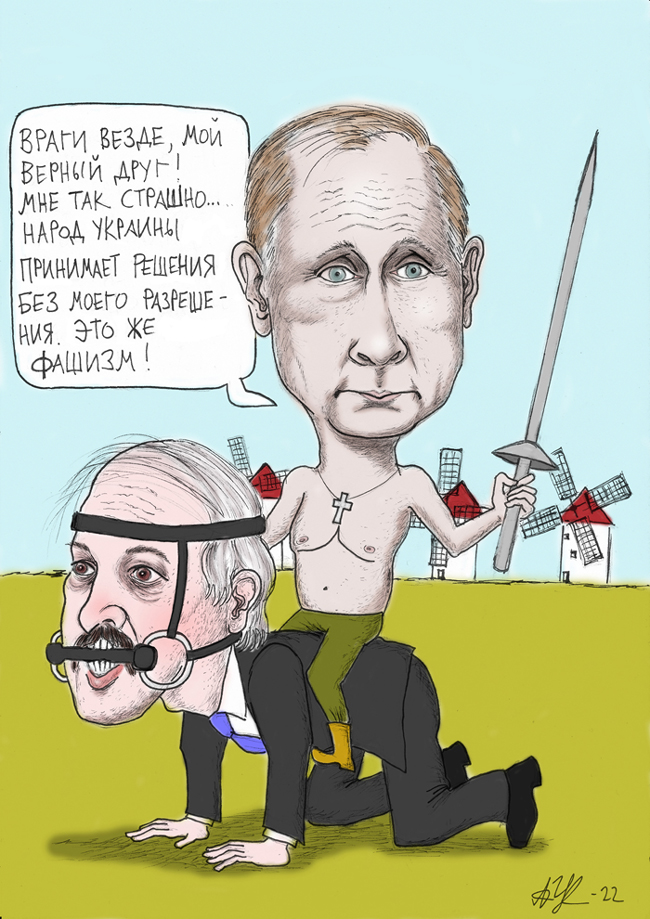 ВРАГИ ВЕЗДЕ, МОЙ
ВЕРНЫЙ ДРУГ!
МНЕ ТАК СТРАШНО...
НАРОД УКРАИНЫ
ПРИНИМАЕТ РЕШЕНИЯ
БЕЗ МОЕГО РАЗРЕШЕ-
НИЯ. ЭТО ЖЕ
ФАШИЗМ!
-22